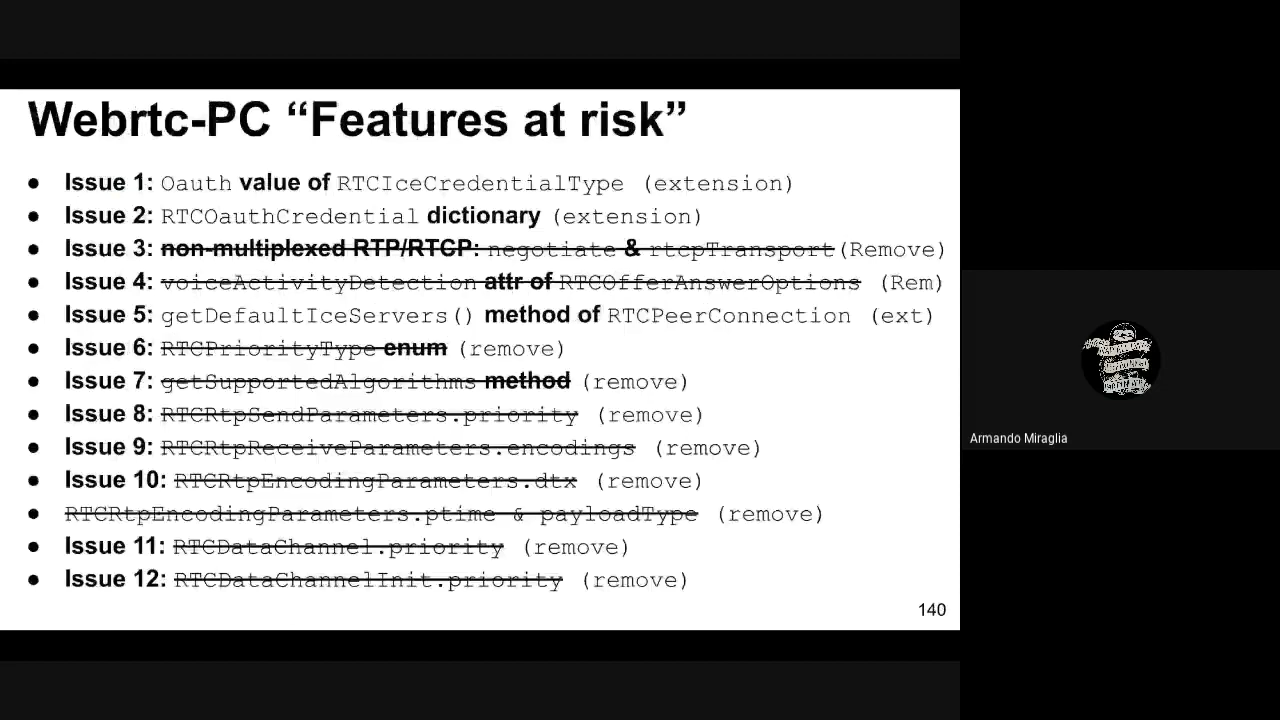 Webrtc-PC “Features at risk”
● Issue 1: Oauth value of RTCIceCredentialType (extension)
● Issue 2: RTCOauthCredential dictionary (extension)
● Issue 3: non-multiplexed RTP/RTCP: negotiate & rtcpTransport(Remove)
● Issue 4: voiceActivityDetection attr of RTCOfferAnswerOptions (Rem)
● Issue 5: getDefaultIceServers() method of RTCPeerConnection (ext)
● Issue 6: RTCPriorityType enum (remove)
● Issue 7: getSupportedAlgorithms method (remove)
● Issue 8: RTCRtpSendParameters.priority (remove)
● Issue 9: RTCRtpReceiveParameters.encodings (remove)
● Issue 10: RTCRtpEncodingParameters.dtx (remove)
● RTCRtpEncodingParameters.ptime & payloadType (remove)
● Issue 11: RTCDataChannel.priority (remove)
● Issue 12: RTCDataChannelInit.priority (remove)
140
Armando Miraglia